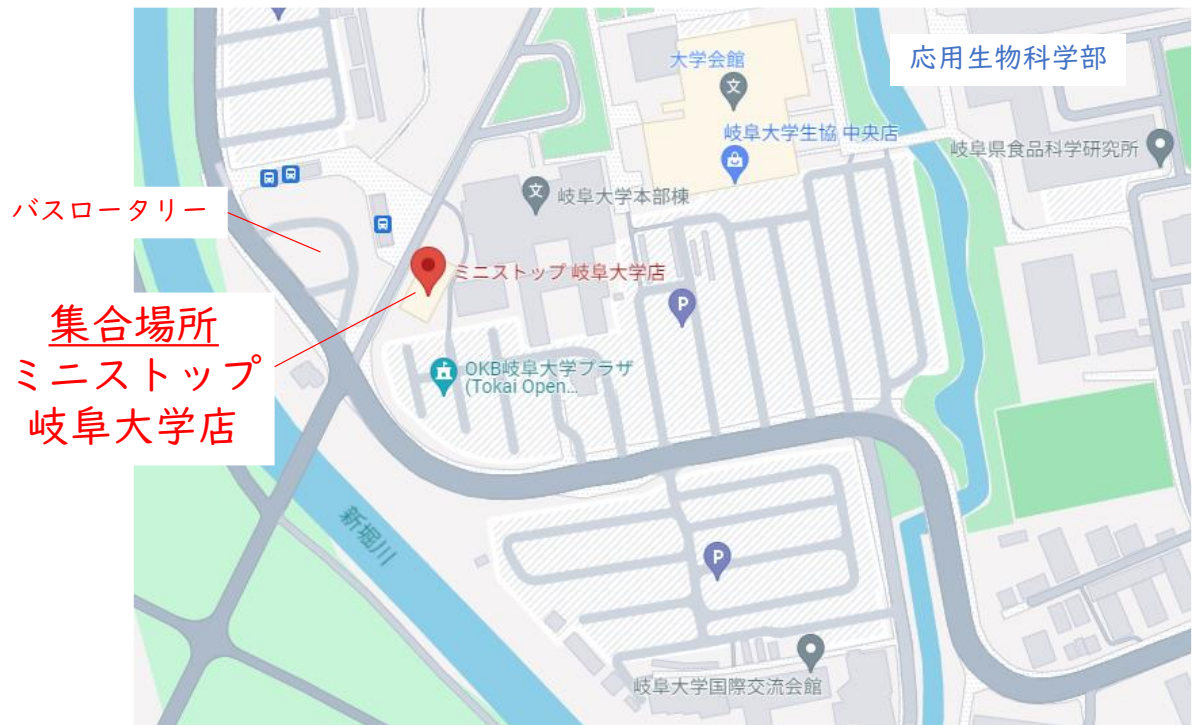 大学会館
応用生物科学部
岐阜大学生協 中央店
岐阜県食品科学研究所
岐阜大学本部棟
バスロータリー
ミニストップ 岐阜大学店
集合場所
ミニストップ
岐阜大学店
P
OKB岐阜大学プラザ
(Tokai Open...
新堀川
P
岐阜大学国際交流会館